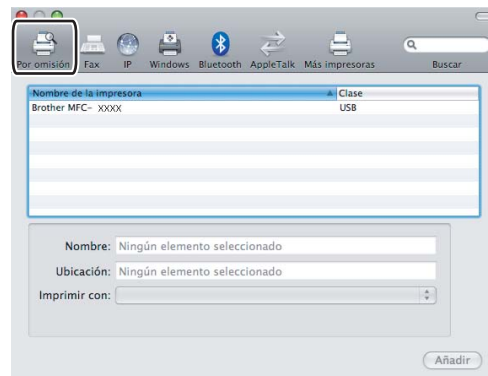 Por omisión Fax IP Windows Bluetooth AppleTalk Más impresoras Buscar
Nombre de la impresora Clase
Brother MFC- XXXX USB
Nombre: Ningún elemento seleccionado
Ubicación: Ningún elemento seleccionado
Imprimir con:
Añadir